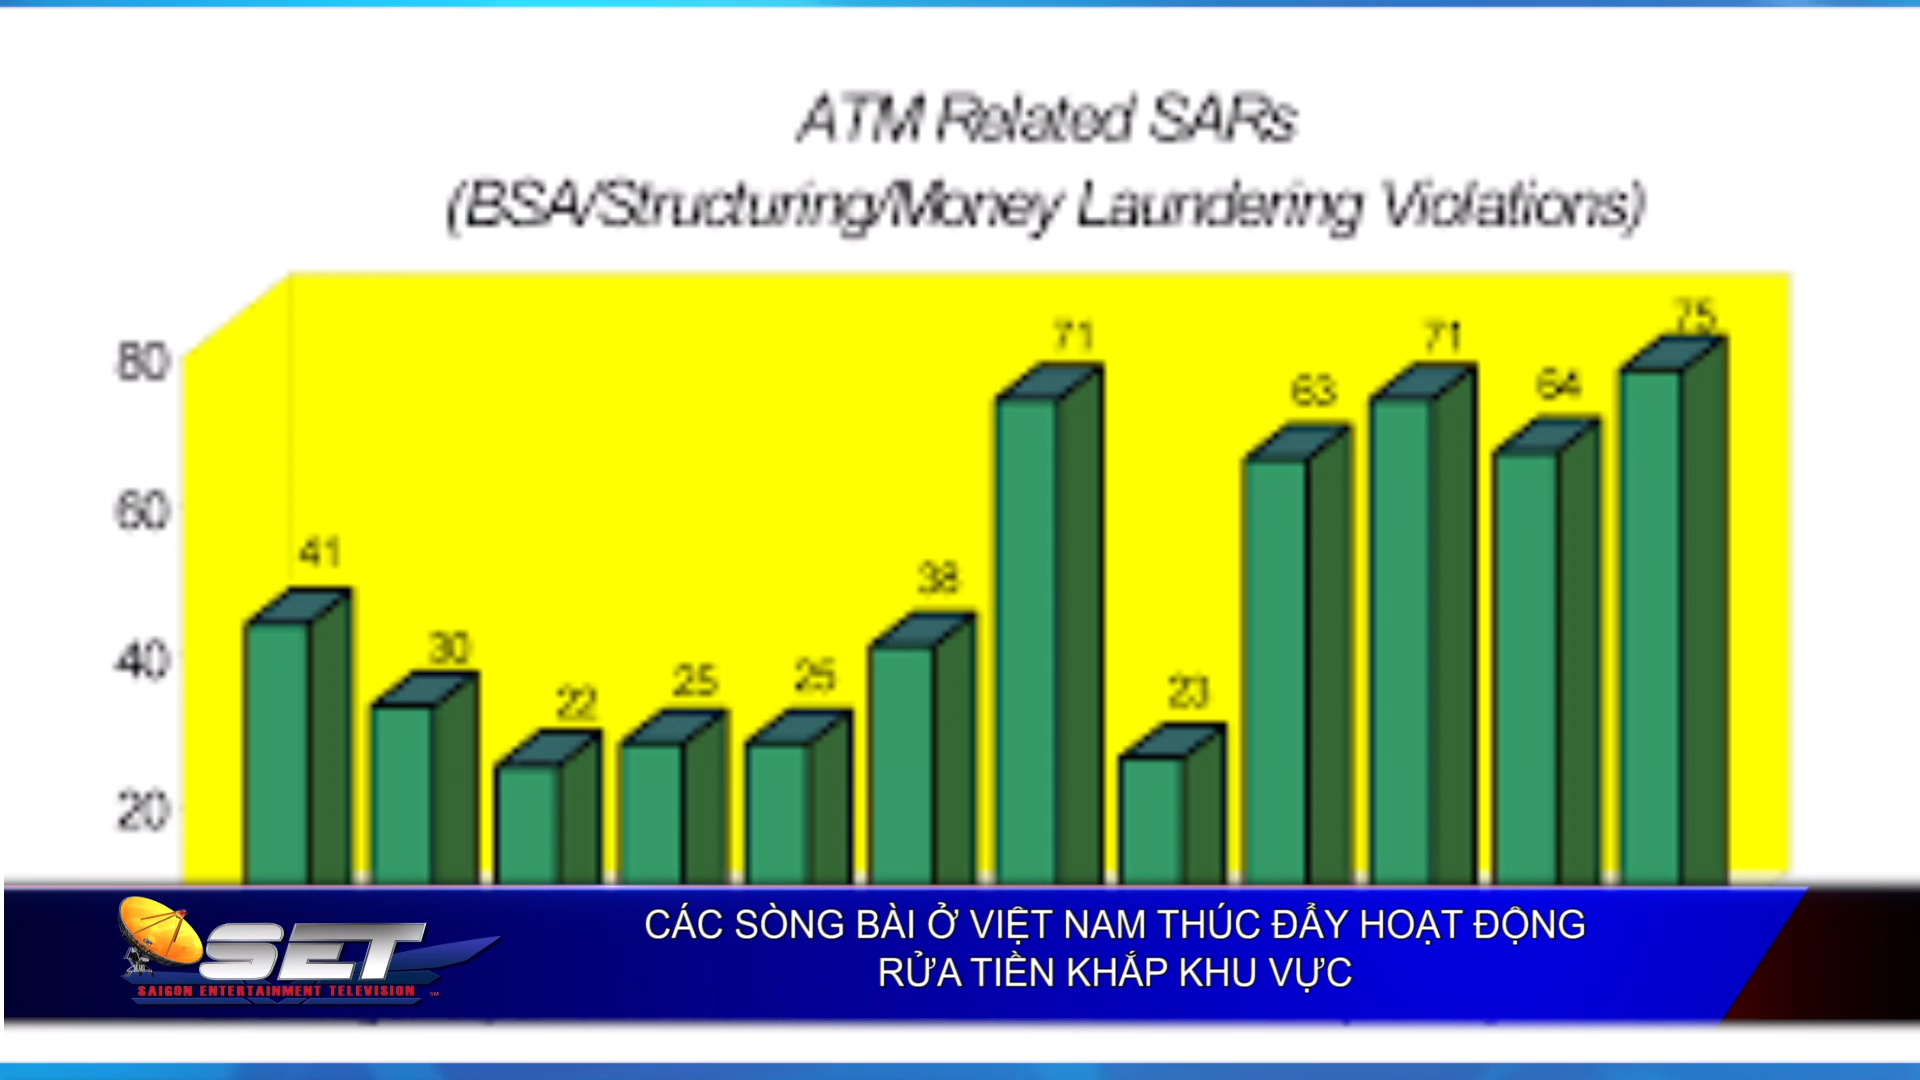 ATM Related SARs
(BSA/Structuring/Money Laundering Violations)
80
60
40
20
41
30
22
25
25
38
71
23
63
71
64
75
SET
SAIGON ENTERTAINMENT TELEVISION
SM
CÁC SÒNG BÀI Ở VIỆT NAM THÚC ĐẨY HOẠT ĐỘNG
RỬA TIỀN KHẮP KHU VỰC